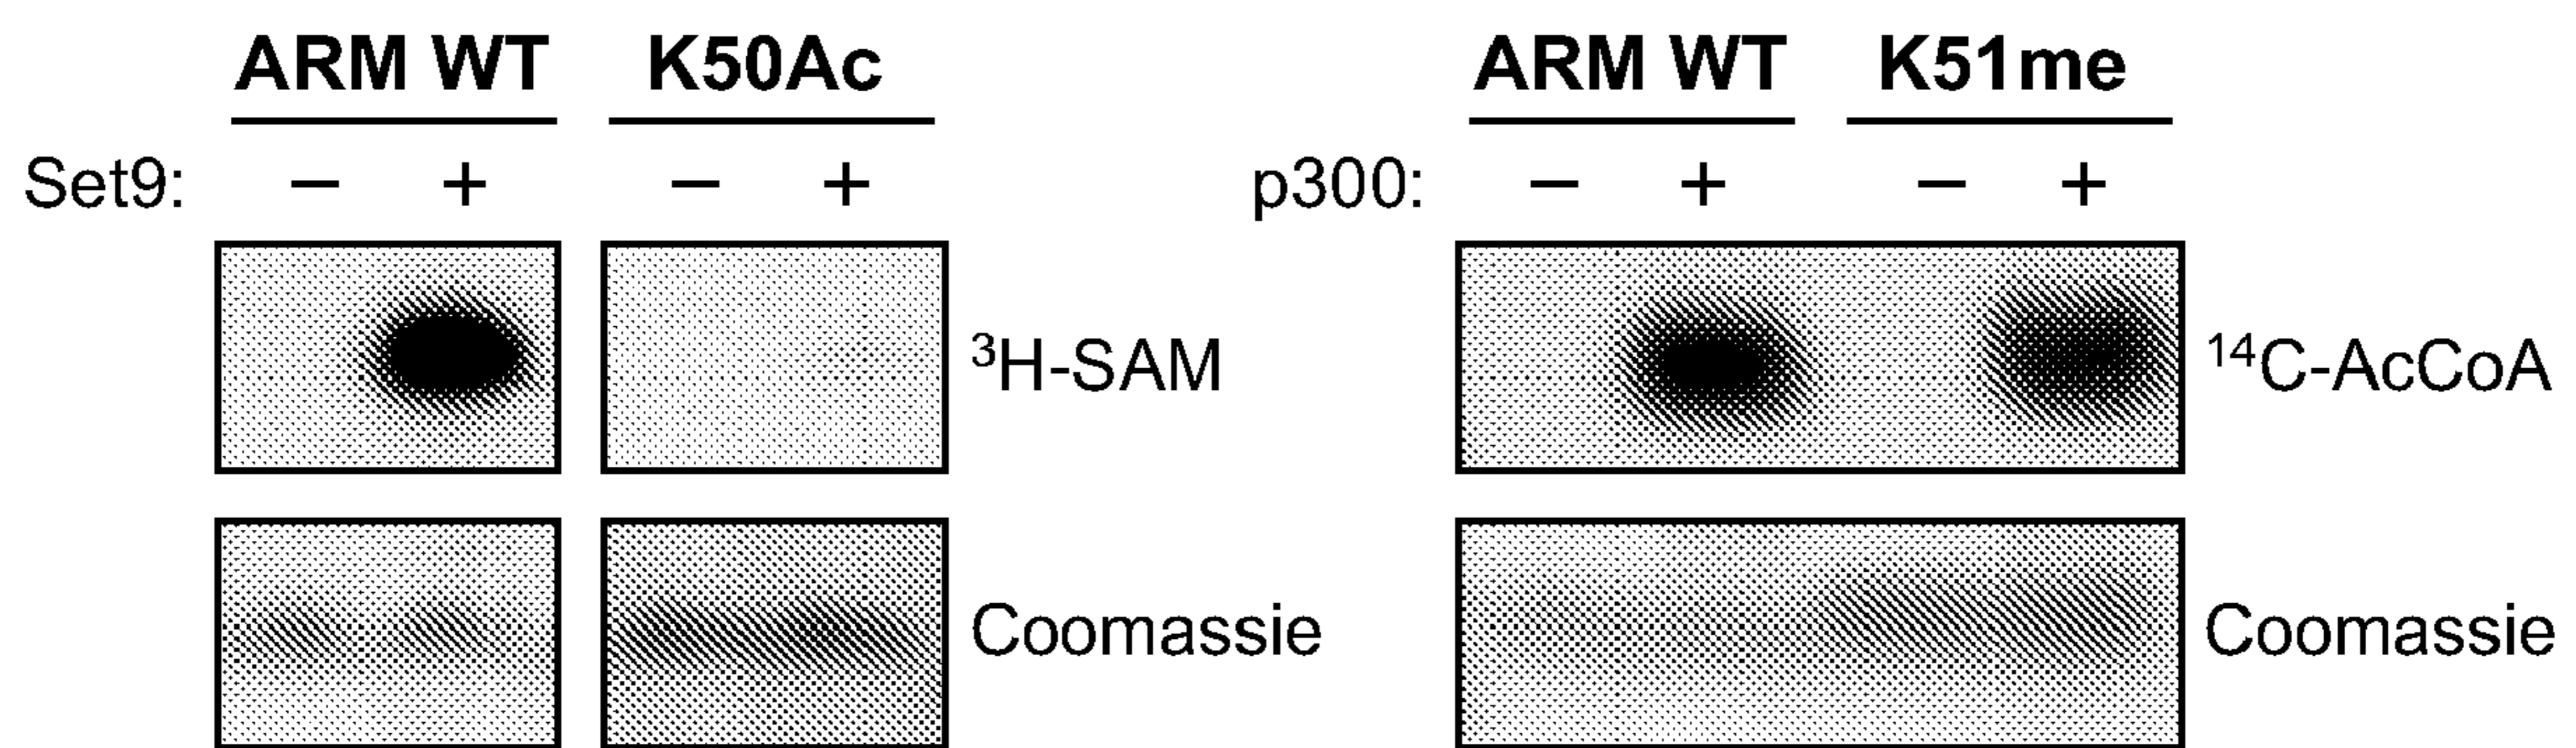 ARM WT K50Ac ARM WT K51me
Set9: − + − + p300: − + − +
³H-SAM ¹⁴C-AcCoA
Coomassie Coomassie